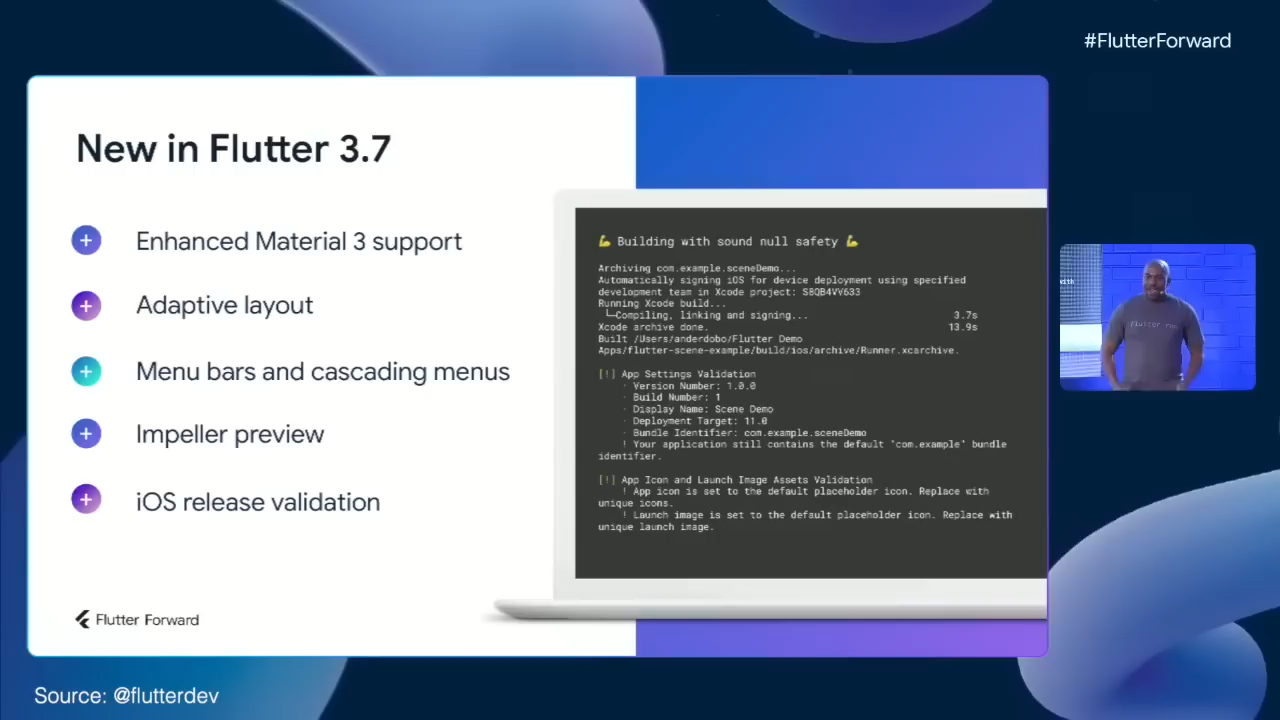 #FlutterForward
New in Flutter 3.7
Enhanced Material 3 support
Adaptive layout
Menu bars and cascading menus
Impeller preview
iOS release validation
Flutter Forward
💪 Building with sound null safety 💪
Archiving com.example.sceneDemo...
Automatically signing iOS for device deployment using specified
development team in Xcode project: S8QB4VV633
Running Xcode build...
└─Compiling, linking and signing... 3.7s
Xcode archive done. 13.9s
Built /Users/anderdobo/Flutter Demo
Apps/flutter-scene-example/build/ios/archive/Runner.xcarchive.
[!] App Settings Validation
· Version Number: 1.0.0
· Build Number: 1
· Display Name: Scene Demo
· Deployment Target: 11.0
· Bundle Identifier: com.example.sceneDemo
! Your application still contains the default 'com.example' bundle
identifier.
[!] App Icon and Launch Image Assets Validation
! App icon is set to the default placeholder icon. Replace with
unique icons.
! Launch image is set to the default placeholder icon. Replace with
unique launch image.
with
flutter run
Source: @flutterdev